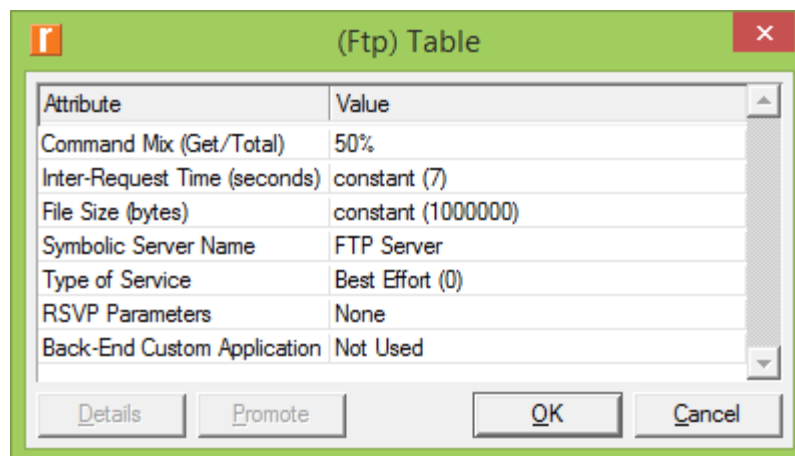 (Ftp) Table
Attribute Value
Command Mix (Get/Total) 50%
Inter-Request Time (seconds) constant (7)
File Size (bytes) constant (1000000)
Symbolic Server Name FTP Server
Type of Service Best Effort (0)
RSVP Parameters None
Back-End Custom Application Not Used
Details Promote OK Cancel